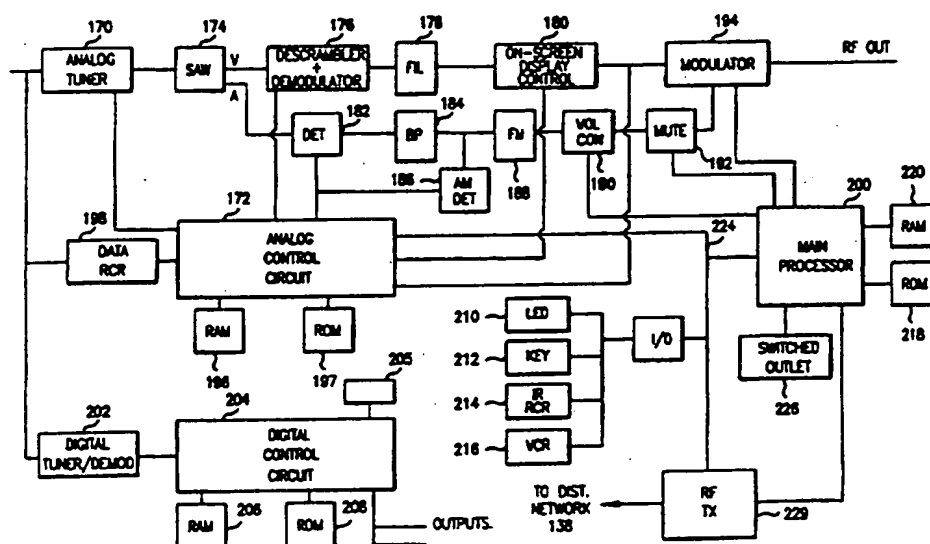 170
174
176
178
180
194
ANALOG
TUNER
SAW
V
A
DESCRAMBLER
+
DEMODULATOR
FIL
ON-SCREEN
DISPLAY
CONTROL
MODULATOR
RF OUT
182
184
DET
BP
FM
VOL
CON
MUTE
186
AM
DET
188
190
192
198
172
200
220
DATA
RCR
ANALOG
CONTROL
CIRCUIT
224
MAIN
PROCESSOR
RAM
ROM
218
RAM
ROM
196
197
210
LED
I/O
212
KEY
SWITCHED
OUTLET
226
205
214
IR
RCR
202
204
216
VCR
DIGITAL
TUNER/DEMOD
DIGITAL
CONTROL
CIRCUIT
TO DIST.
NETWORK
138
RF
TX
229
RAM
206
ROM
208
OUTPUTS